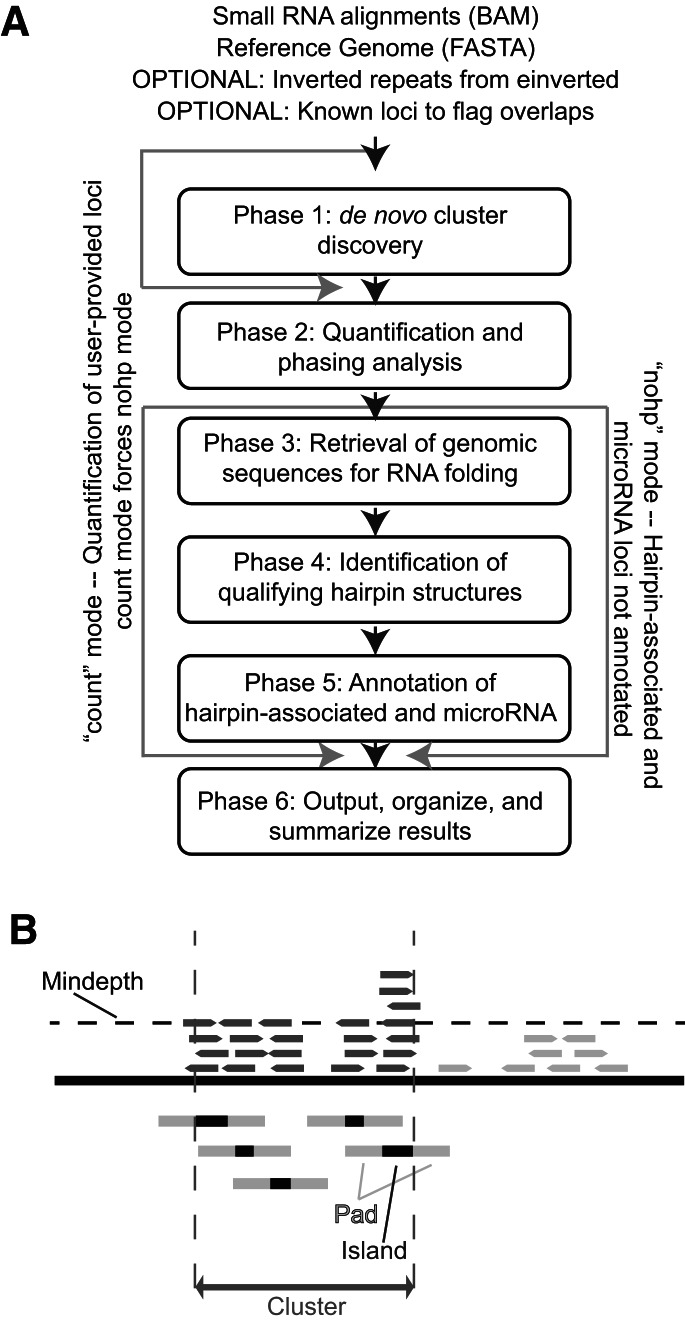 A
Small RNA alignments (BAM)
Reference Genome (FASTA)
OPTIONAL: Inverted repeats from einverted
OPTIONAL: Known loci to flag overlaps
Phase 1: de novo cluster
discovery
Phase 2: Quantification and
phasing analysis
Phase 3: Retrieval of genomic
sequences for RNA folding
Phase 4: Identification of
qualifying hairpin structures
Phase 5: Annotation of
hairpin-associated and microRNA
Phase 6: Output, organize, and
summarize results
“count” mode -- Quantification of user-provided loci
count mode forces nohp mode
“nohp” mode -- Hairpin-associated and
microRNA loci not annotated
B
Mindepth
Pad
Island
Cluster